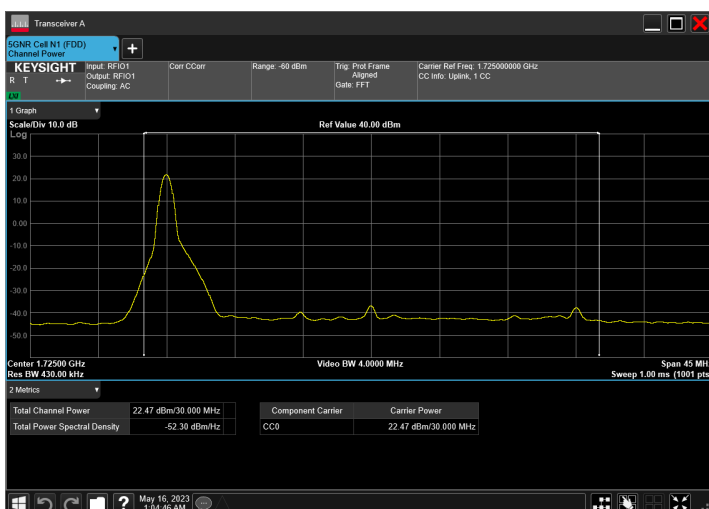 Transceiver A
5GNR Cell N1 (FDD)
Channel Power
KEYSIGHT
R T
LXI
Input: RFIO1
Output: RFIO1
Coupling: AC
Corr CCorr
Range: -60 dBm
Trig: Prot Frame
Aligned
Gate: FFT
Carrier Ref Freq: 1.725000000 GHz
CC Info: Uplink, 1 CC
1 Graph
Scale/Div 10.0 dB
Ref Value 40.00 dBm
Log
30.0
20.0
10.0
0.00
-10.0
-20.0
-30.0
-40.0
-50.0
Center 1.72500 GHz
Video BW 4.0000 MHz
Span 45 MH
Res BW 430.00 kHz
Sweep 1.00 ms (1001 pts
2 Metrics
Total Channel Power 22.47 dBm/30.000 MHz
Total Power Spectral Density -52.30 dBm/Hz
Component Carrier Carrier Power
CC0 22.47 dBm/30.000 MHz
?
May 16, 2023
1:04:46 AM